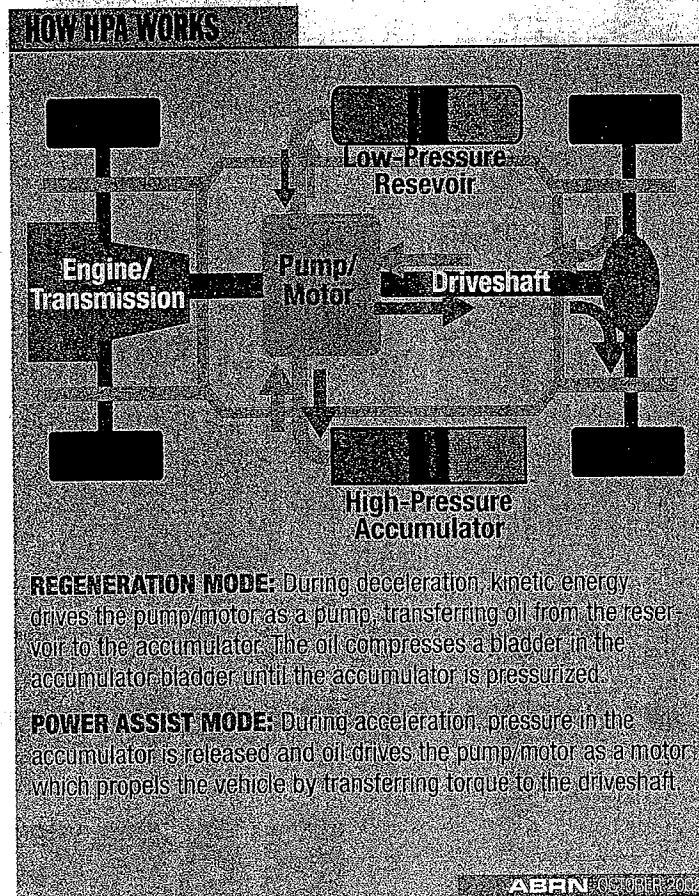 HOW HPA WORKS
Low-Pressure
Resevoir
Engine/
Transmission
Pump/
Motor
Driveshaft
High-Pressure
Accumulator
REGENERATION MODE: During deceleration, kinetic energy
drives the pump/motor as a pump, transferring oil from the reser-
voir to the accumulator. The oil compresses a bladder in the
accumulator bladder until the accumulator is pressurized.
POWER ASSIST MODE: During acceleration, pressure in the
accumulator is released and oil drives the pump/motor as a motor,
which propels the vehicle by transferring torque to the driveshaft.
ABRN OCTOBER